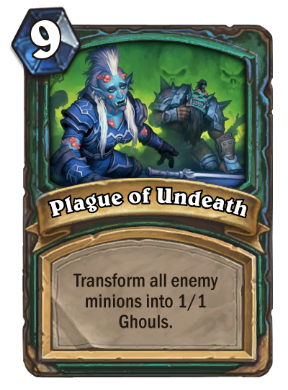 9
Plague of Undeath
Transform all enemy
minions into 1/1
Ghouls.